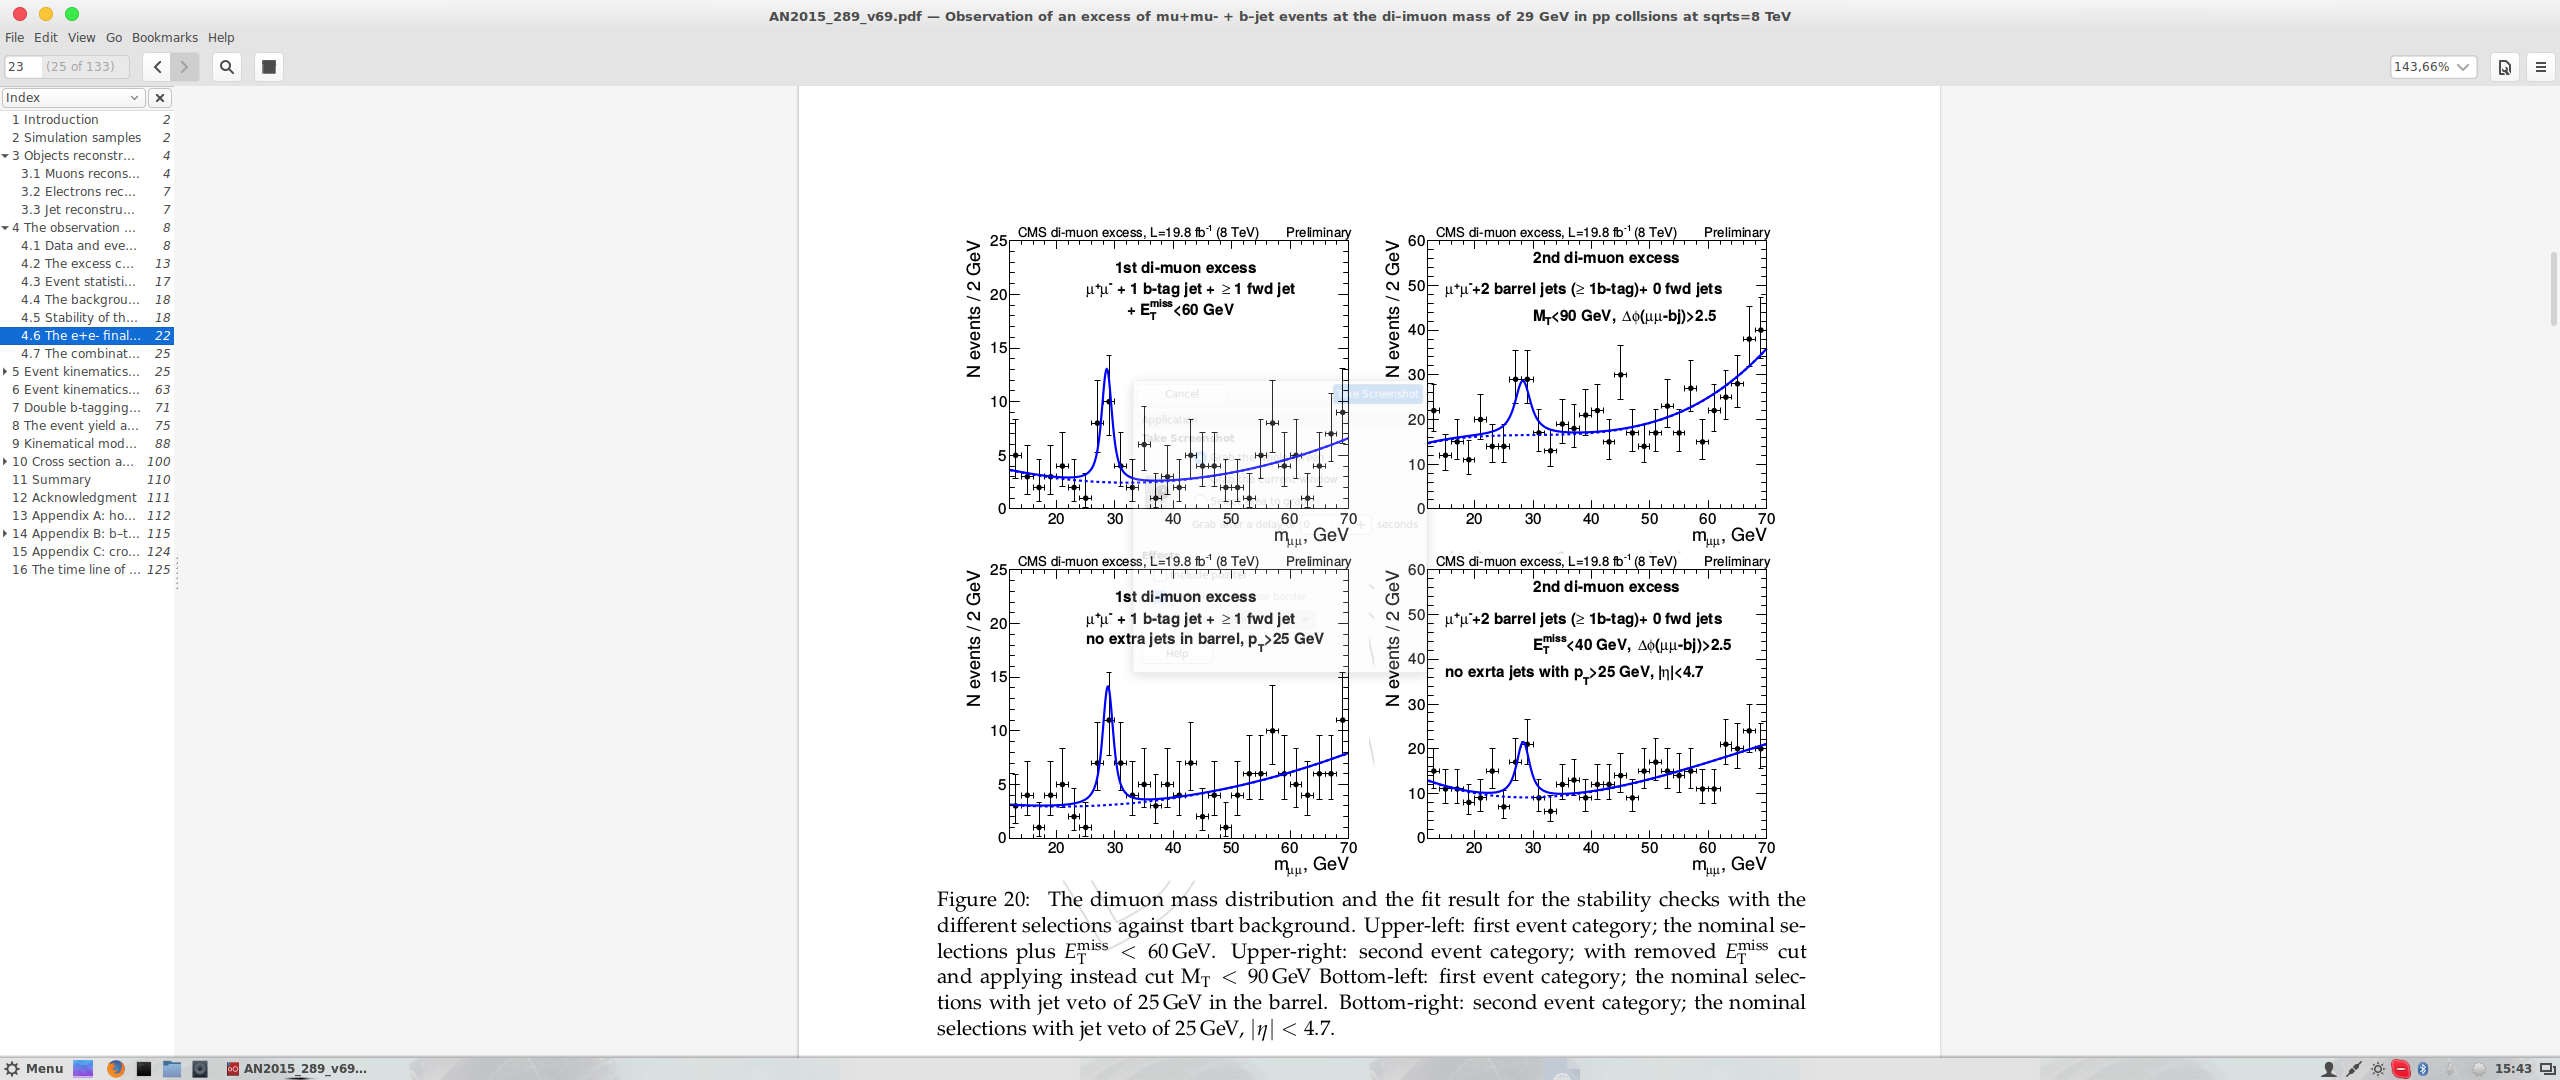 AN2015_289_v69.pdf — Observation of an excess of mu+mu- + b-jet events at the di-imuon mass of 29 GeV in pp collsions at sqrts=8 TeV
File Edit View Go Bookmarks Help
23 (25 of 133)
143,66%
Index
1 Introduction 2
2 Simulation samples 2
3 Objects reconstr... 4
3.1 Muons recons... 4
3.2 Electrons rec... 7
3.3 Jet reconstru... 7
4 The observation ... 8
4.1 Data and eve... 8
4.2 The excess c... 13
4.3 Event statisti... 17
4.4 The backgrou... 18
4.5 Stability of th... 18
4.6 The e+e- final... 22
4.7 The combinat... 25
5 Event kinematics... 25
6 Event kinematics... 63
7 Double b-tagging... 71
8 The event yield a... 75
9 Kinematical mod... 88
10 Cross section a... 100
11 Summary 110
12 Acknowledgment 111
13 Appendix A: ho... 112
14 Appendix B: b-t... 115
15 Appendix C: cro... 124
16 The time line of ... 125
CMS di-muon excess, L=19.8 fb⁻¹ (8 TeV) Preliminary
N events / 2 GeV
25
20
15
10
5
0
1st di-muon excess
μ⁺μ⁻ + 1 b-tag jet + ≥ 1 fwd jet
+ E_T^miss<60 GeV
20 30 40 50 60 70
m_μμ, GeV
CMS di-muon excess, L=19.8 fb⁻¹ (8 TeV) Preliminary
N events / 2 GeV
60
50
40
30
20
10
0
2nd di-muon excess
μ⁺μ⁻+2 barrel jets (≥ 1b-tag)+ 0 fwd jets
M_T<90 GeV, Δϕ(μμ-bj)>2.5
20 30 40 50 60 70
m_μμ, GeV
Cancel
Take Screenshot
Application
Take Screenshot
seconds
Effects
Help
CMS di-muon excess, L=19.8 fb⁻¹ (8 TeV) Preliminary
N events / 2 GeV
25
20
15
10
5
0
1st di-muon excess
μ⁺μ⁻ + 1 b-tag jet + ≥ 1 fwd jet
no extra jets in barrel, p_T>25 GeV
20 30 40 50 60 70
m_μμ, GeV
CMS di-muon excess, L=19.8 fb⁻¹ (8 TeV) Preliminary
N events / 2 GeV
60
50
40
30
20
10
0
2nd di-muon excess
μ⁺μ⁻+2 barrel jets (≥ 1b-tag)+ 0 fwd jets
E_T^miss<40 GeV, Δϕ(μμ-bj)>2.5
no exrta jets with p_T>25 GeV, |η|<4.7
20 30 40 50 60 70
m_μμ, GeV
Figure 20: The dimuon mass distribution and the fit result for the stability checks with the
different selections against tbart background. Upper-left: first event category; the nominal se-
lections plus E_T^miss < 60 GeV. Upper-right: second event category; with removed E_T^miss cut
and applying instead cut M_T < 90 GeV Bottom-left: first event category; the nominal selec-
tions with jet veto of 25 GeV in the barrel. Bottom-right: second event category; the nominal
selections with jet veto of 25 GeV, |η| < 4.7.
Menu
AN2015_289_v69...
15:43